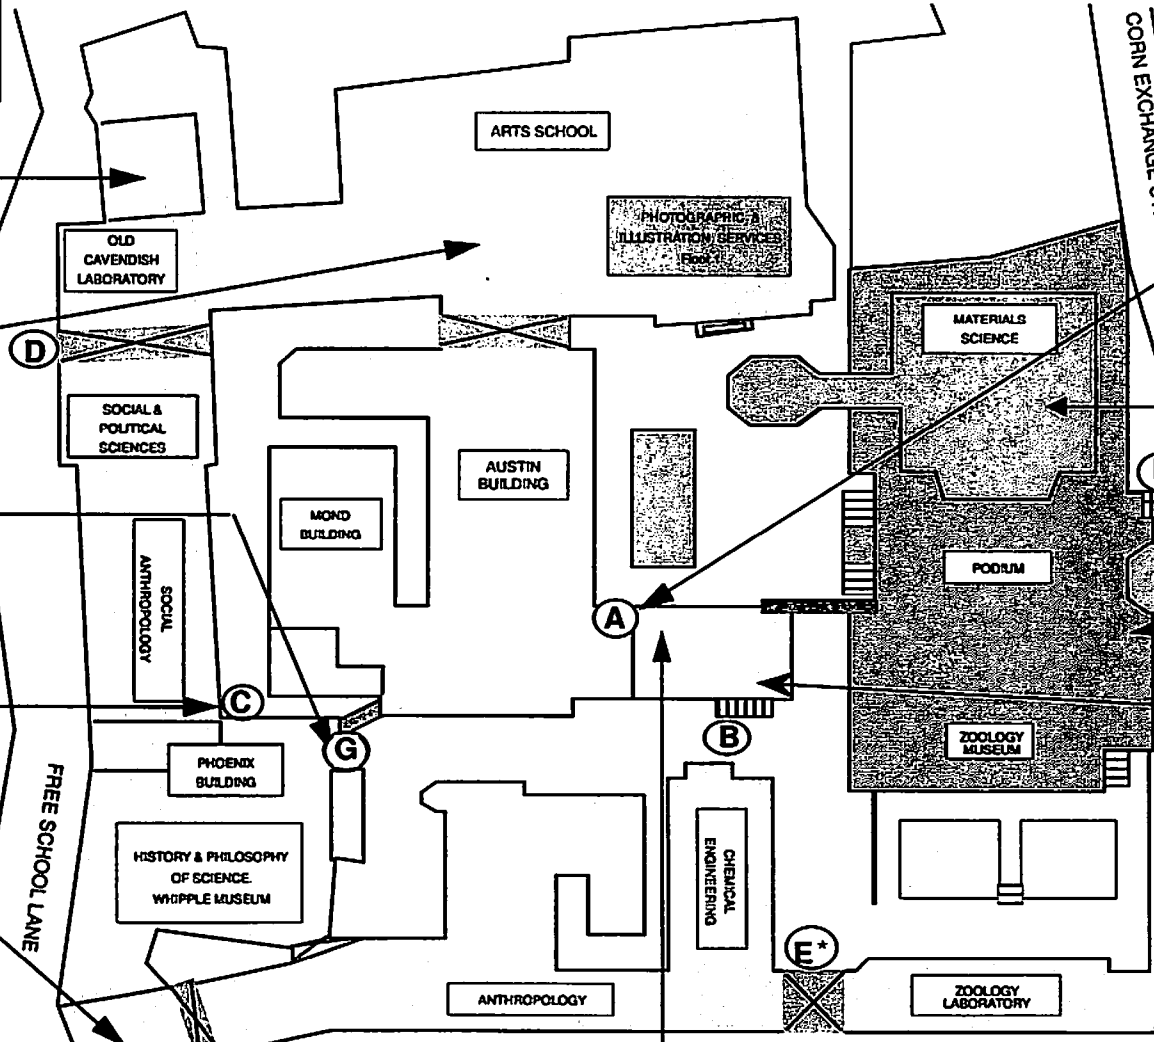 CORN EXCHANGE
ARTS SCHOOL
PHOTOGRAPHIC &
ILLUSTRATION SERVICES
Floor 1
OLD
CAVENDISH
LABORATORY
MATERIALS
SCIENCE
D
SOCIAL &
POLITICAL
SCIENCES
AUSTIN
BUILDING
MOND
BUILDING
SOCIAL
ANTHROPOLOGY
PODIUM
A
C
B
G
ZOOLOGY
MUSEUM
PHOENIX
BUILDING
FREE SCHOOL LANE
HISTORY & PHILOSOPHY
OF SCIENCE.
WHIPPLE MUSEUM
CHEMICAL
ENGINEERING
E*
ANTHROPOLOGY
ZOOLOGY
LABORATORY